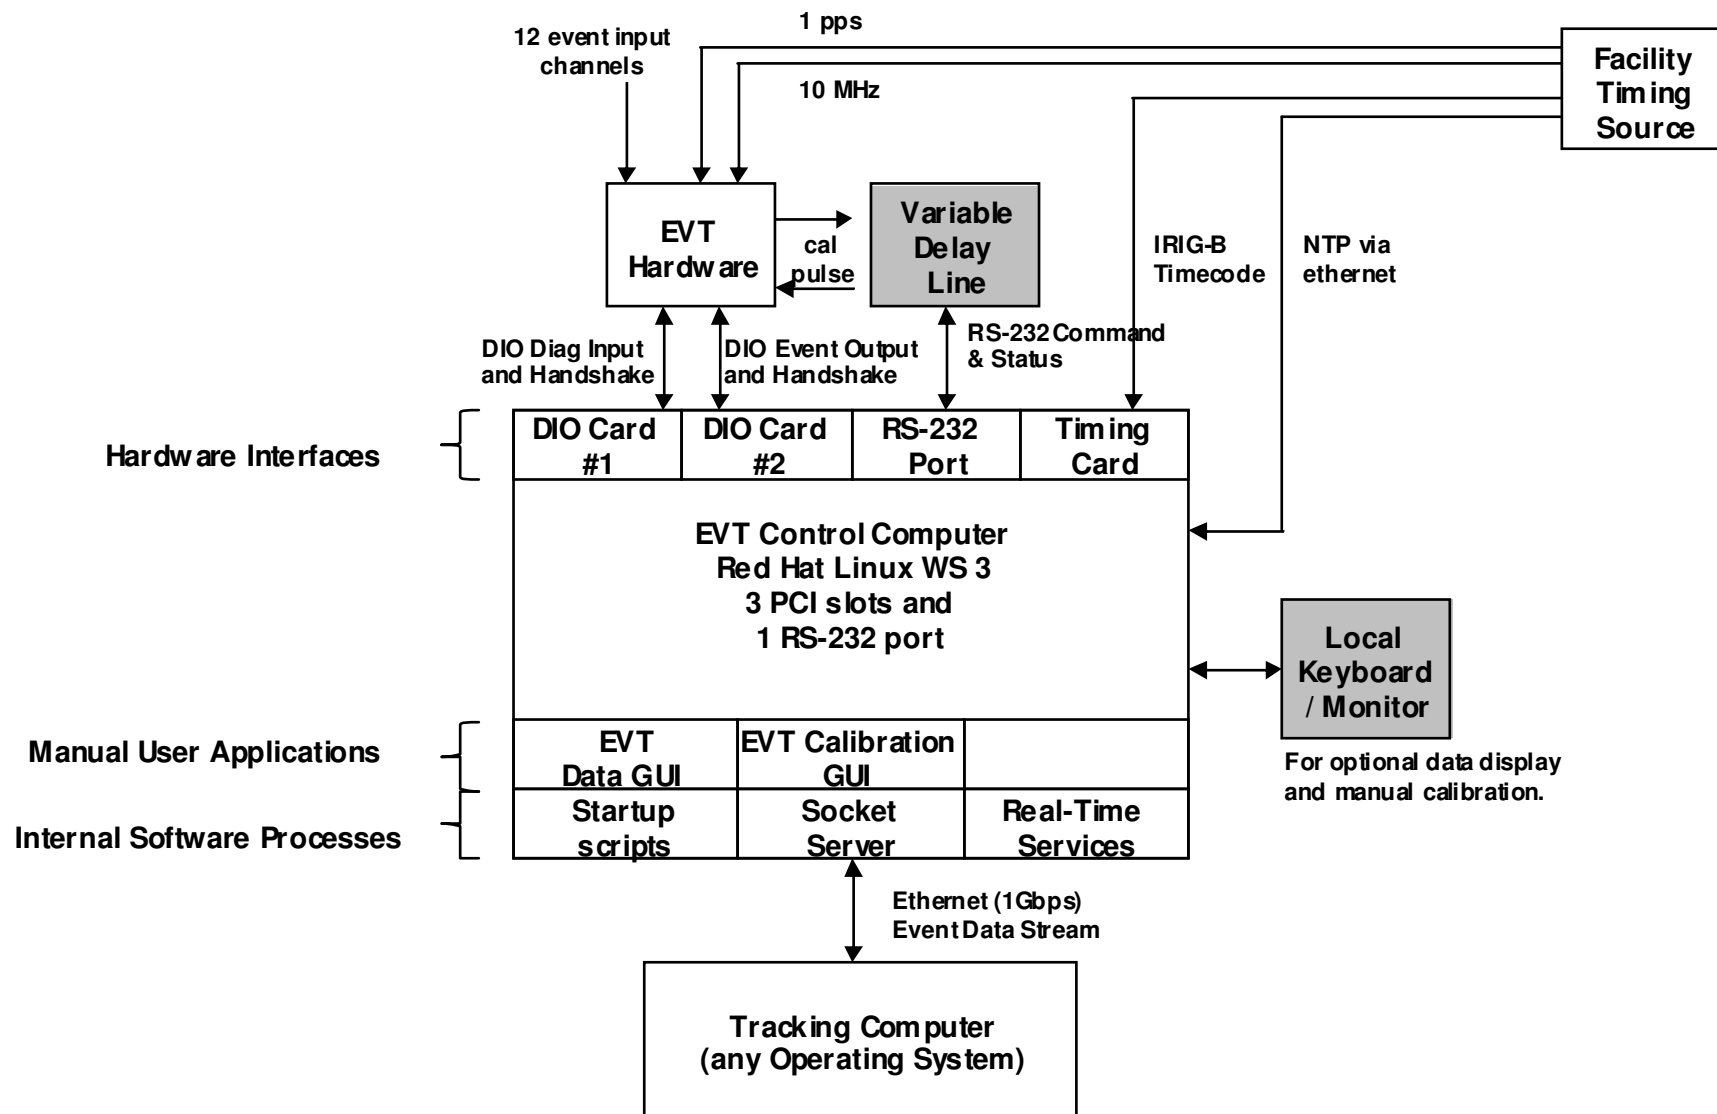 1 pps
12 event input
channels
10 MHz
Facility
Timing
Source
EVT
Hardware
cal
pulse
Variable
Delay
Line
IRIG-B
Timecode
NTP via
ethernet
DIO Diag Input
and Handshake
DIO Event Output
and Handshake
RS-232 Command
& Status
Hardware Interfaces
DIO Card
#1
DIO Card
#2
RS-232
Port
Timing
Card
EVT Control Computer
Red Hat Linux WS 3
3 PCI slots and
1 RS-232 port
Local
Keyboard
/ Monitor
For optional data display
and manual calibration.
Manual User Applications
EVT
Data GUI
EVT Calibration
GUI
Internal Software Processes
Startup
scripts
Socket
Server
Real-Time
Services
Ethernet (1Gbps)
Event Data Stream
Tracking Computer
(any Operating System)